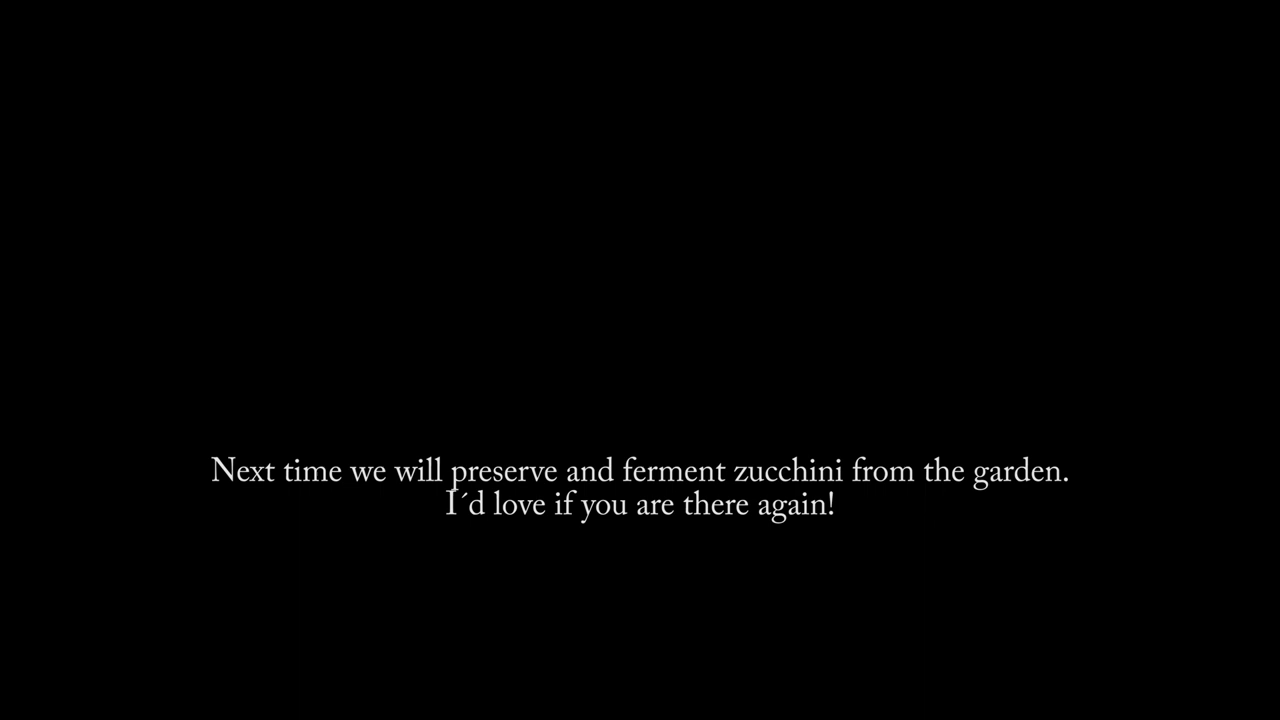 Next time we will preserve and ferment zucchini from the garden.
I´d love if you are there again!